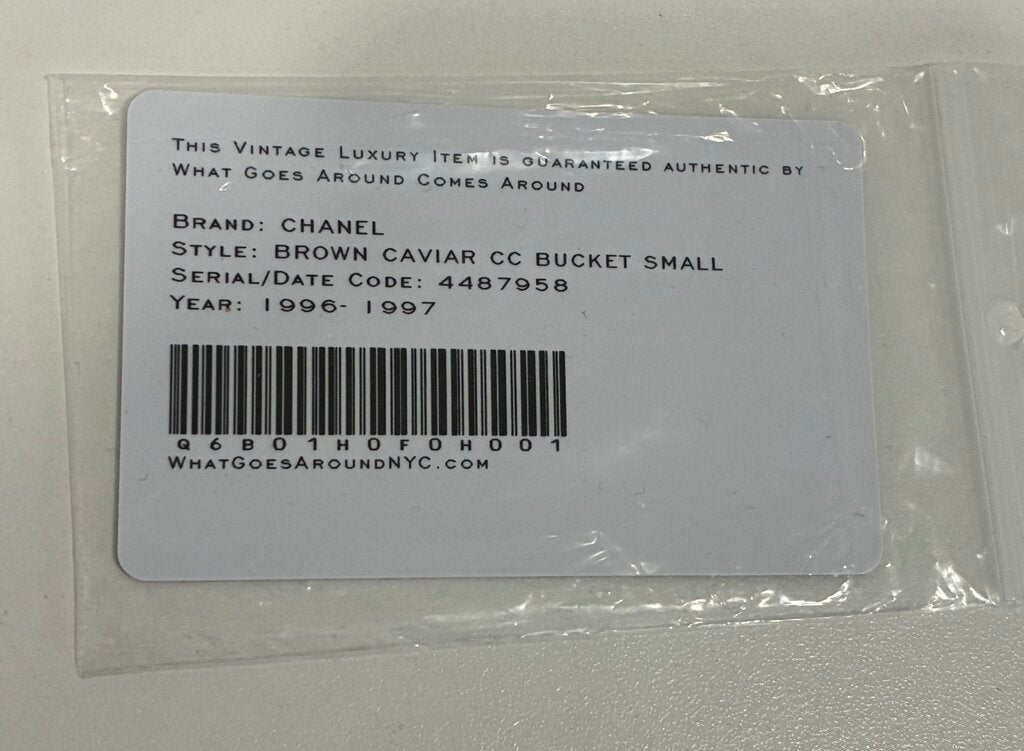 This Vintage Luxury Item is guaranteed authentic by
What Goes Around Comes Around
Brand: CHANEL
Style: BROWN CAVIAR CC BUCKET SMALL
Serial/Date Code: 4487958
Year: 1996- 1997
Q6B01H0F0H001
WhatGoesAroundNYC.com